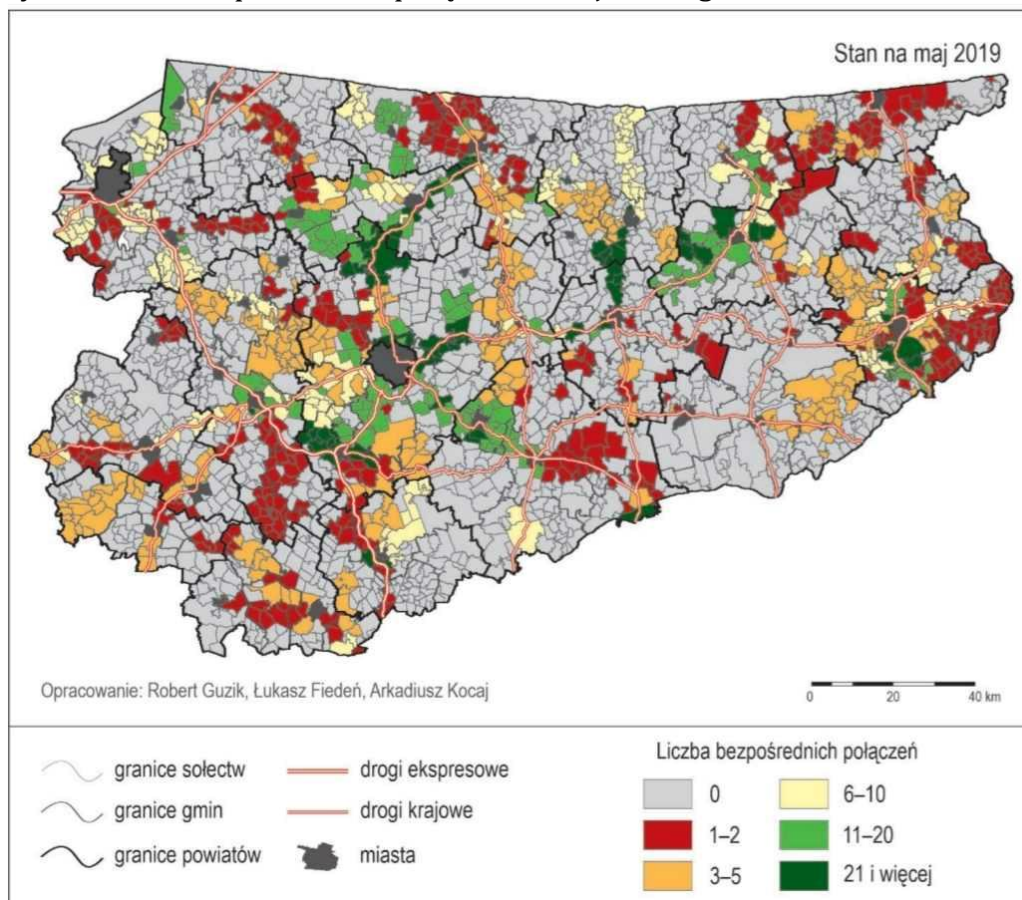 Stan na maj 2019
Opracowanie: Robert Guzik, Łukasz Fiedeń, Arkadiusz Kocaj
0 20 40 km
granice sołectw
granice gmin
granice powiatów
drogi ekspresowe
drogi krajowe
miasta
Liczba bezpośrednich połączeń
0
1–2
3–5
6–10
11–20
21 i więcej